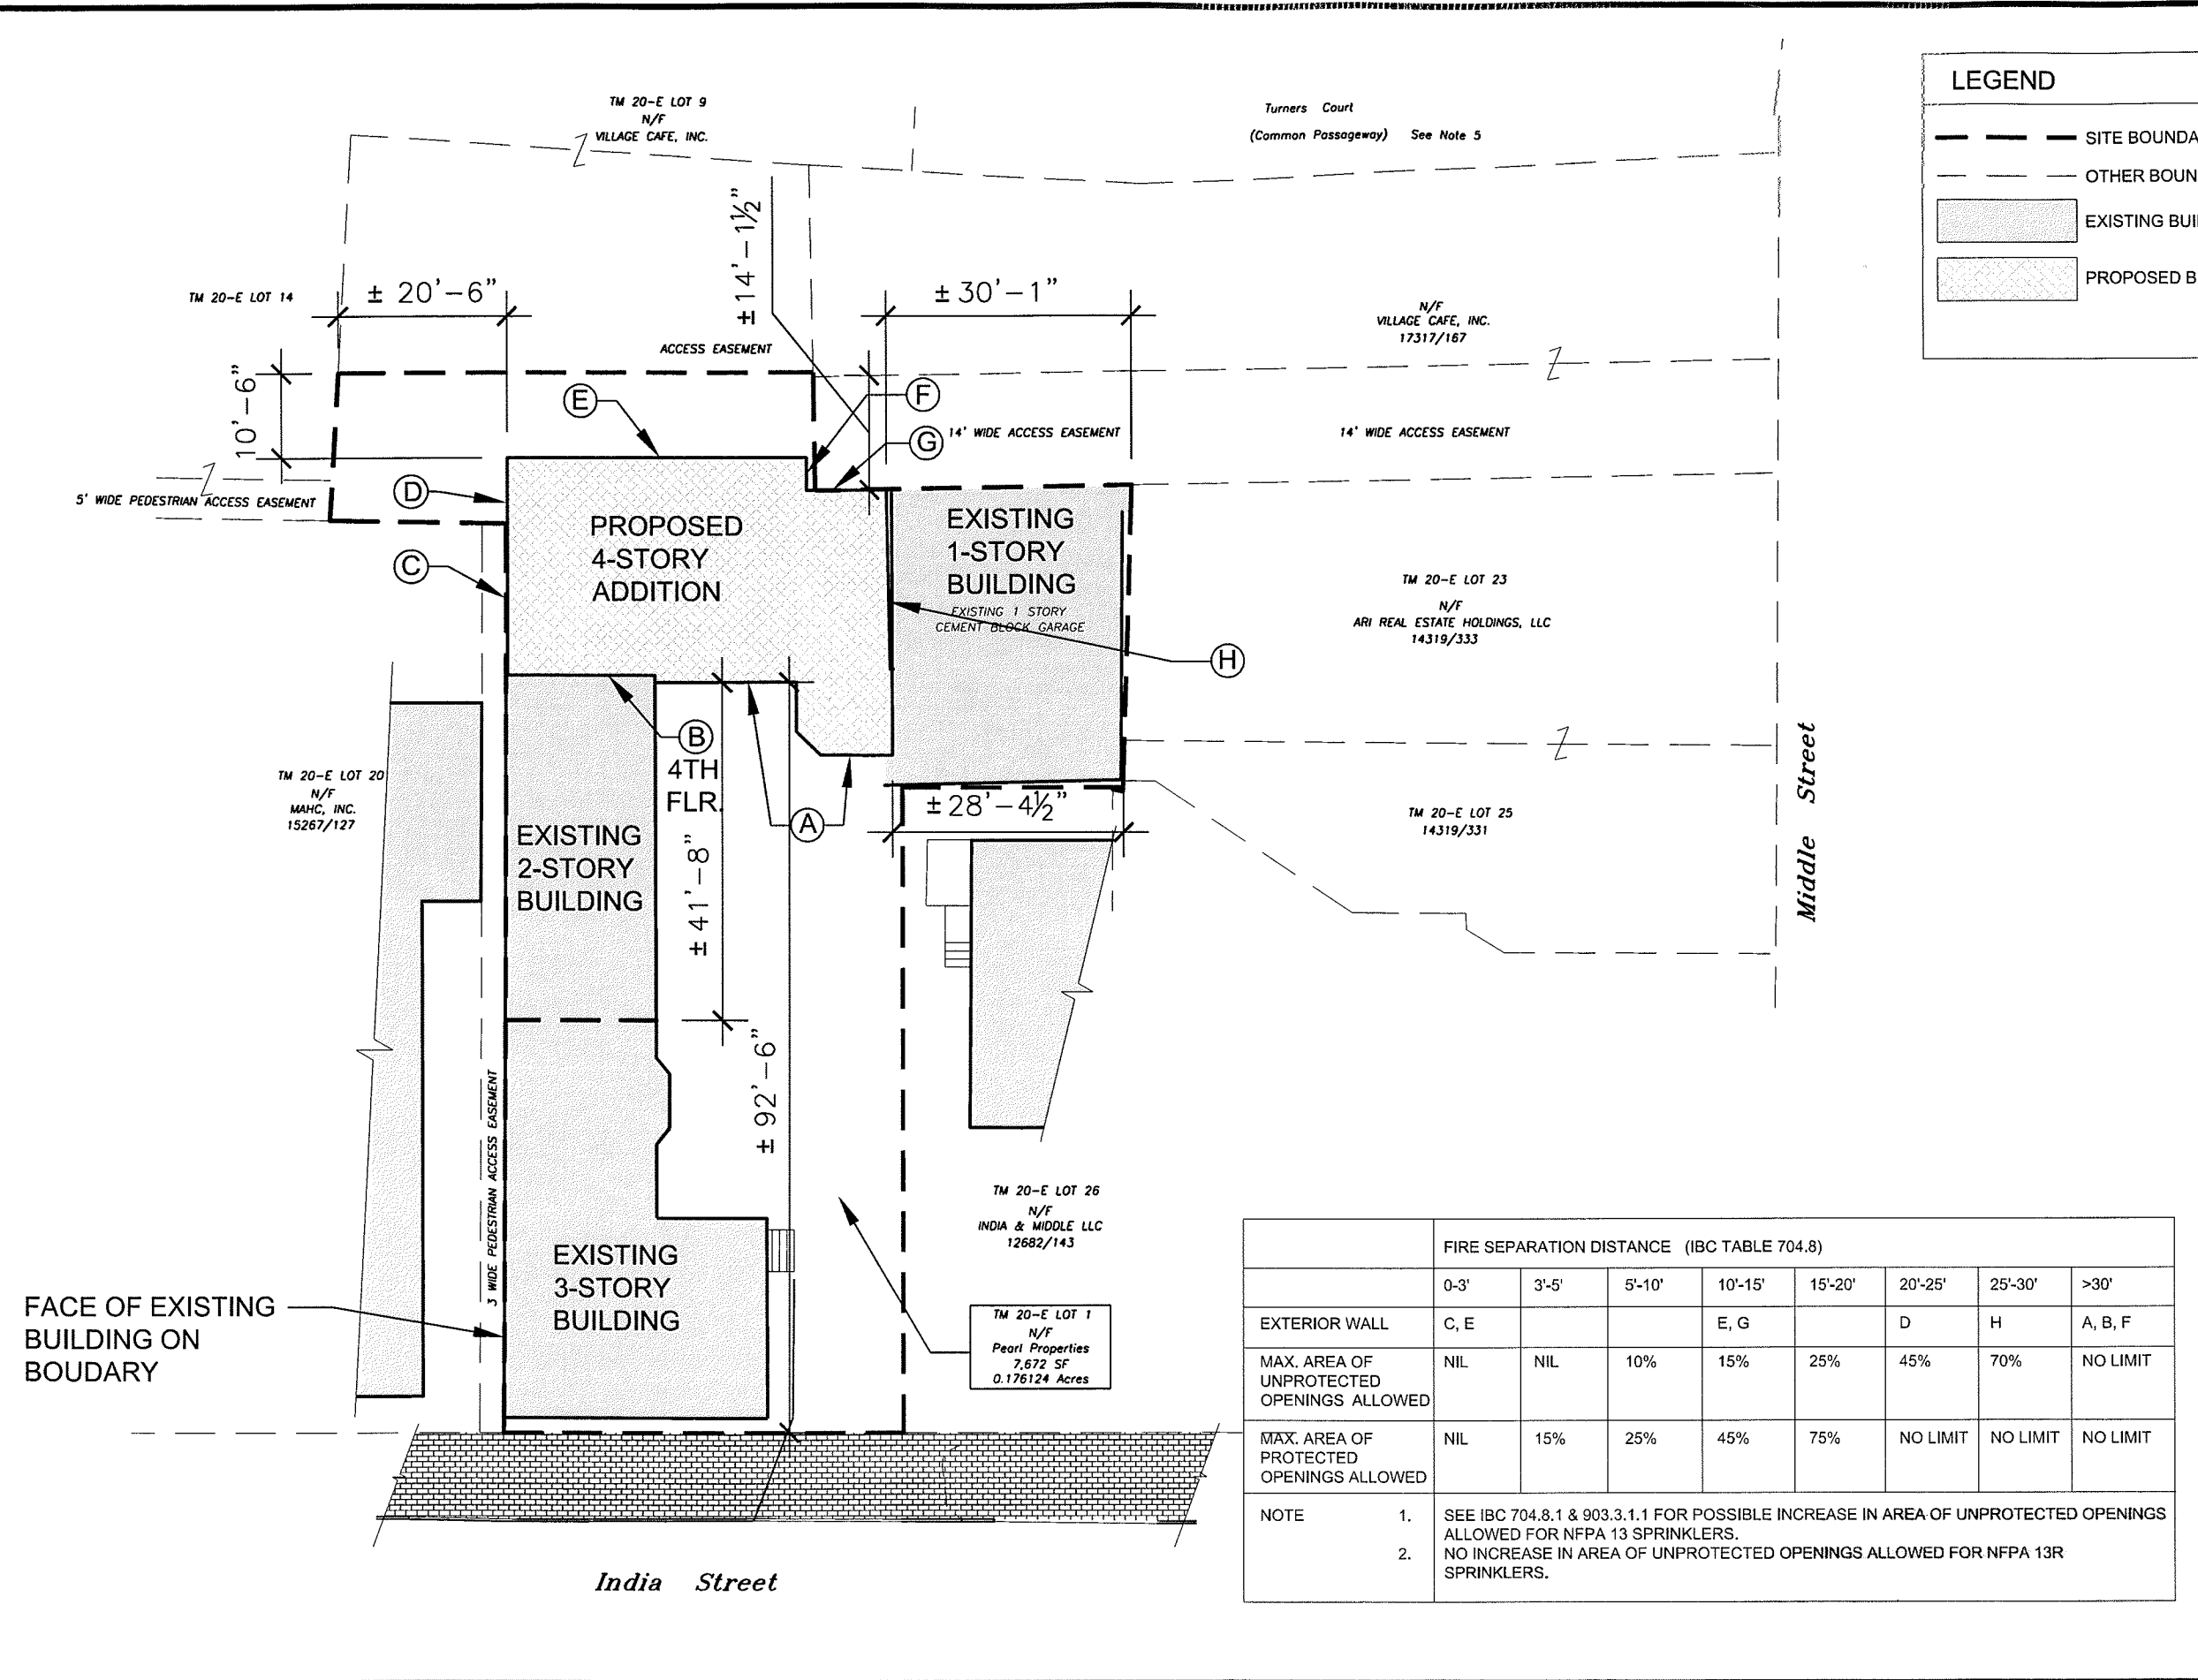 LEGEND
SITE BOUNDA
OTHER BOUN
EXISTING BUI
PROPOSED B
TM 20-E LOT 9
N/F
VILLAGE CAFE, INC.
Turners Court
(Common Passageway) See Note 5
±14'-1½"
TM 20-E LOT 14
± 20'-6"
± 30'-1"
N/F
VILLAGE CAFE, INC.
17317/167
ACCESS EASEMENT
10'-6"
E
F
G
14' WIDE ACCESS EASEMENT
14' WIDE ACCESS EASEMENT
D
5' WIDE PEDESTRIAN ACCESS EASEMENT
C
PROPOSED
4-STORY
ADDITION
EXISTING
1-STORY
BUILDING
EXISTING 1 STORY
CEMENT BLOCK GARAGE
TM 20-E LOT 23
N/F
ARI REAL ESTATE HOLDINGS, LLC
14319/333
H
B
4TH
FLR.
A
± 28'-4½"
TM 20-E LOT 20
N/F
MAHC, INC.
15267/127
TM 20-E LOT 25
14319/331
Middle Street
EXISTING
2-STORY
BUILDING
± 41'-8"
± 92'-6"
3 WIDE PEDESTRIAN ACCESS EASEMENT
TM 20-E LOT 26
N/F
INDIA & MIDDLE LLC
12682/143
EXISTING
3-STORY
BUILDING
FACE OF EXISTING
BUILDING ON
BOUDARY
TM 20-E LOT 1
N/F
Pearl Properties
7,672 SF
0.176124 Acres
India Street
FIRE SEPARATION DISTANCE (IBC TABLE 704.8)
0-3' 3'-5' 5'-10' 10'-15' 15'-20' 20'-25' 25'-30' >30'
EXTERIOR WALL C, E E, G D H A, B, F
MAX. AREA OF
UNPROTECTED
OPENINGS ALLOWED
NIL NIL 10% 15% 25% 45% 70% NO LIMIT
MAX. AREA OF
PROTECTED
OPENINGS ALLOWED
NIL 15% 25% 45% 75% NO LIMIT NO LIMIT NO LIMIT
NOTE 1. SEE IBC 704.8.1 & 903.3.1.1 FOR POSSIBLE INCREASE IN AREA OF UNPROTECTED OPENINGS
ALLOWED FOR NFPA 13 SPRINKLERS.
2. NO INCREASE IN AREA OF UNPROTECTED OPENINGS ALLOWED FOR NFPA 13R
SPRINKLERS.